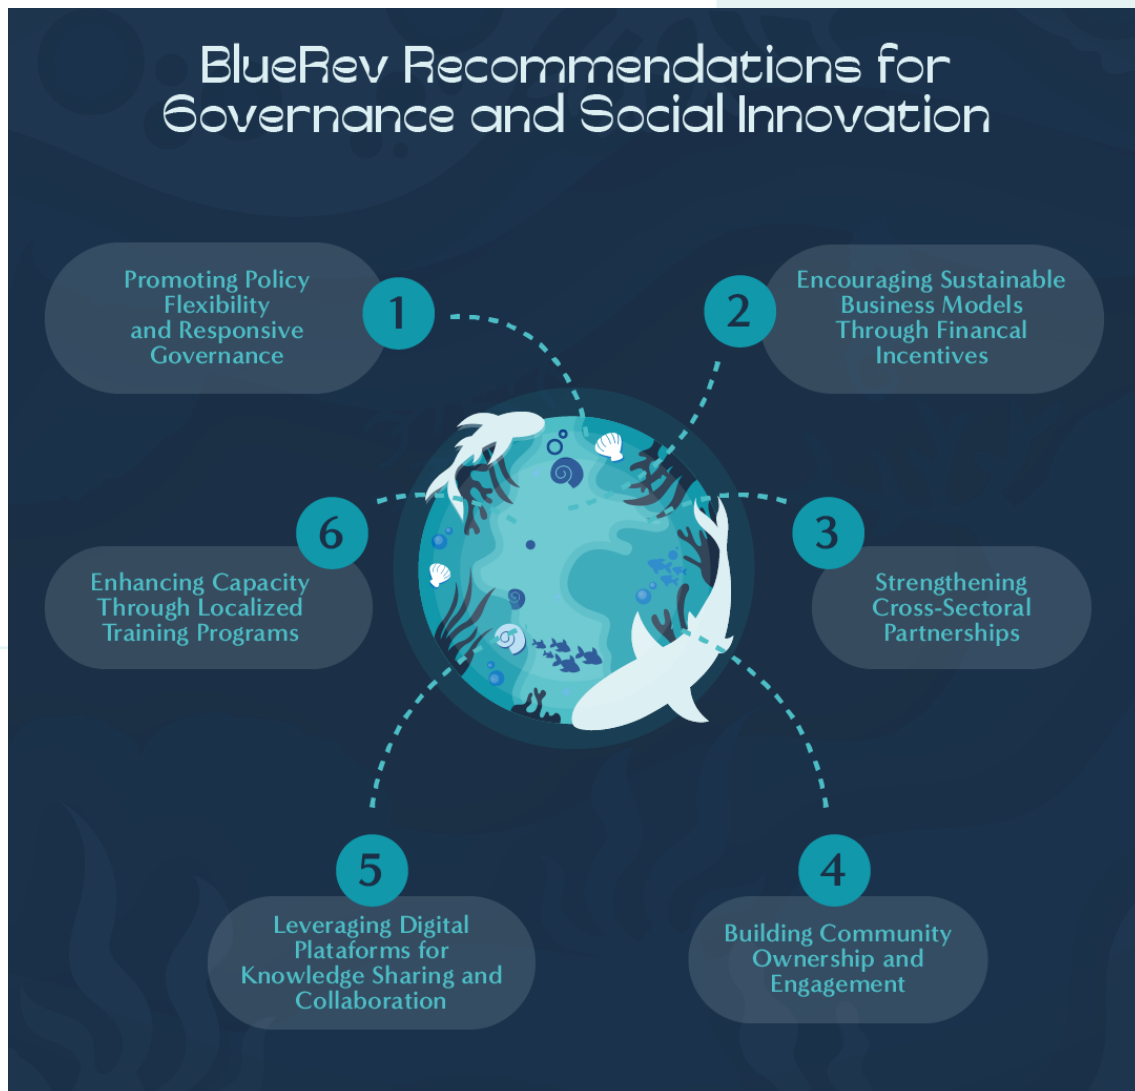 BlueRev Recommendations for
Governance and Social Innovation
1
Promoting Policy
Flexibility
and Responsive
Governance
2
Encouraging Sustainable
Business Models
Through Financal
Incentives
3
Strengthening
Cross-Sectoral
Partnerships
4
Building Community
Ownership and
Engagement
5
Leveraging Digital
Plataforms for
Knowledge Sharing and
Collaboration
6
Enhancing Capacity
Through Localized
Training Programs